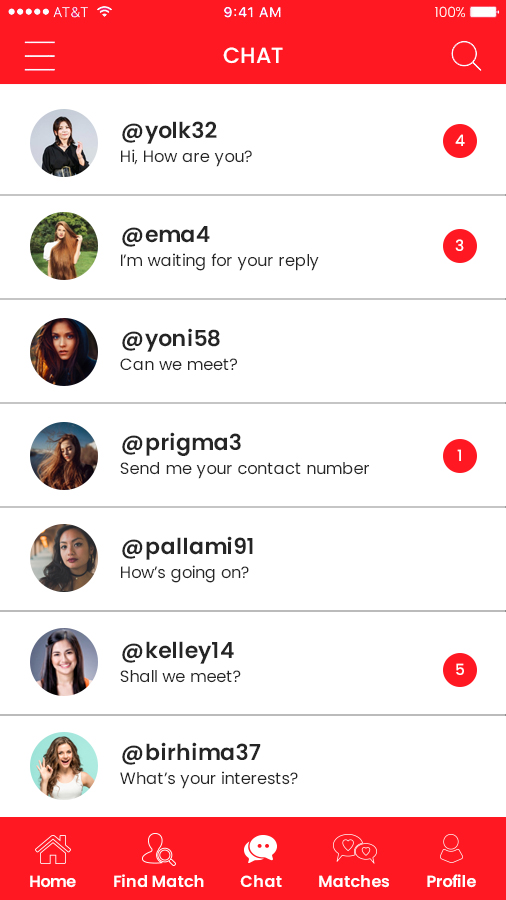 AT&T 9:41 AM 100%
CHAT
@yolk32
Hi, How are you?
4
@ema4
I'm waiting for your reply
3
@yoni58
Can we meet?
@prigma3
Send me your contact number
1
@pallami91
How's going on?
@kelley14
Shall we meet?
5
@birhima37
What's your interests?
Home Find Match Chat Matches Profile